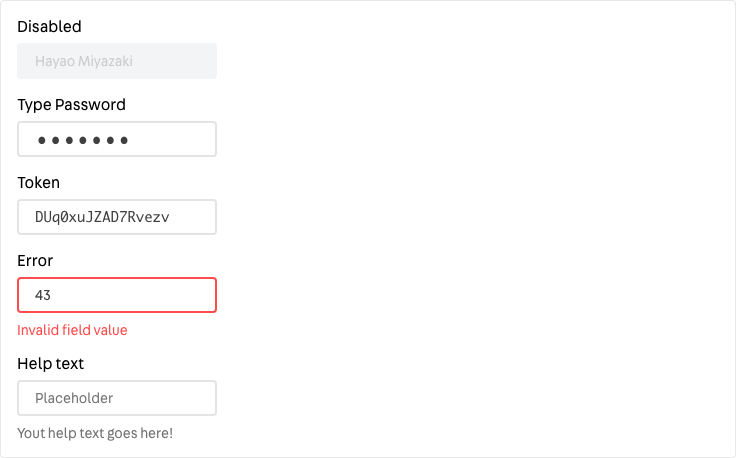 Disabled
Hayao Miyazaki
Type Password
•••••••
Token
DUq0xuJZAD7Rvezv
Error
43
Invalid field value
Help text
Placeholder
Yout help text goes here!